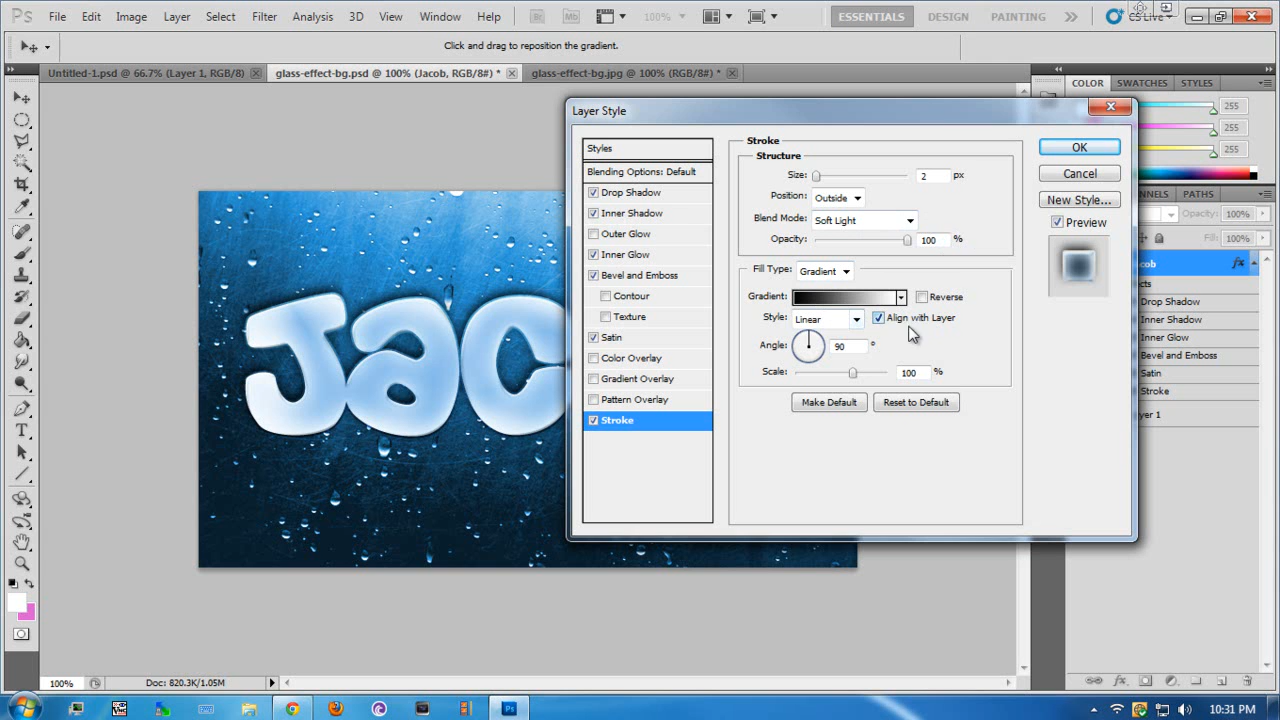 Ps File Edit Image Layer Select Filter Analysis 3D View Window Help Br Mb 100% ESSENTIALS DESIGN PAINTING CS Live
Click and drag to reposition the gradient.
Untitled-1.psd @ 66.7% (Layer 1, RGB/8) glass-effect-bg.psd @ 100% (Jacob, RGB/8#) * glass-effect-bg.jpg @ 100% (RGB/8#) *
COLOR SWATCHES STYLES
255
255
255
NNELS PATHS
Opacity: 100%
Fill: 100%
cob fx
cts
Drop Shadow
Inner Shadow
Inner Glow
Bevel and Emboss
Satin
Stroke
yer 1
Jac
Layer Style
Styles
Blending Options: Default
Drop Shadow
Inner Shadow
Outer Glow
Inner Glow
Bevel and Emboss
Contour
Texture
Satin
Color Overlay
Gradient Overlay
Pattern Overlay
Stroke
Stroke
Structure
Size: 2 px
Position: Outside
Blend Mode: Soft Light
Opacity: 100 %
Fill Type: Gradient
Gradient: Reverse
Style: Linear Align with Layer
Angle: 90 °
Scale: 100 %
Make Default Reset to Default
OK
Cancel
New Style...
Preview
100% Doc: 820.3K/1.05M
Ps 10:31 PM